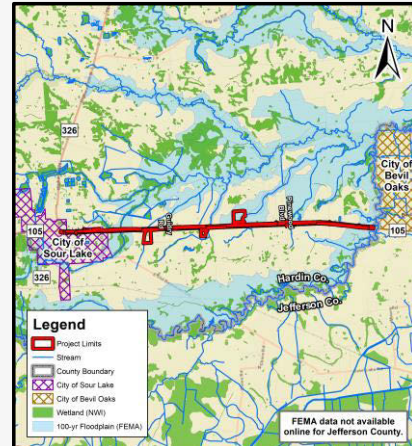 N
326
City of
Bevil
Oaks
105
City of
Sour Lake
105
326
Hardin Co.
Jefferson Co.
Legend
Project Limits
Stream
County Boundary
City of Sour Lake
City of Bevil Oaks
Wetland (NWI)
100-yr Floodplain (FEMA)
FEMA data not available
online for Jefferson County.